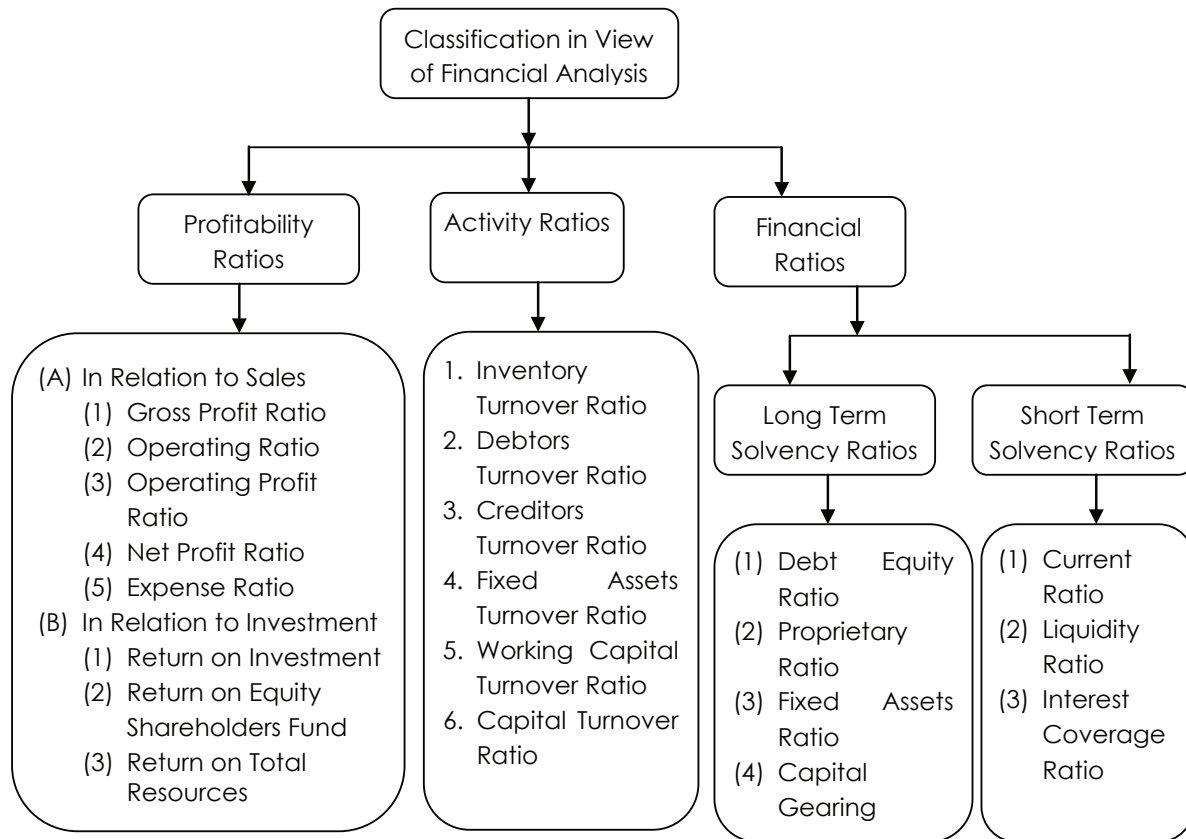 Classification in View
of Financial Analysis
Profitability
Ratios
Activity Ratios
Financial
Ratios
(A) In Relation to Sales
(1) Gross Profit Ratio
(2) Operating Ratio
(3) Operating Profit
Ratio
(4) Net Profit Ratio
(5) Expense Ratio
(B) In Relation to Investment
(1) Return on Investment
(2) Return on Equity
Shareholders Fund
(3) Return on Total
Resources
1. Inventory
Turnover Ratio
2. Debtors
Turnover Ratio
3. Creditors
Turnover Ratio
4. Fixed Assets
Turnover Ratio
5. Working Capital
Turnover Ratio
6. Capital Turnover
Ratio
Long Term
Solvency Ratios
Short Term
Solvency Ratios
(1) Debt Equity
Ratio
(2) Proprietary
Ratio
(3) Fixed Assets
Ratio
(4) Capital
Gearing
(1) Current
Ratio
(2) Liquidity
Ratio
(3) Interest
Coverage
Ratio